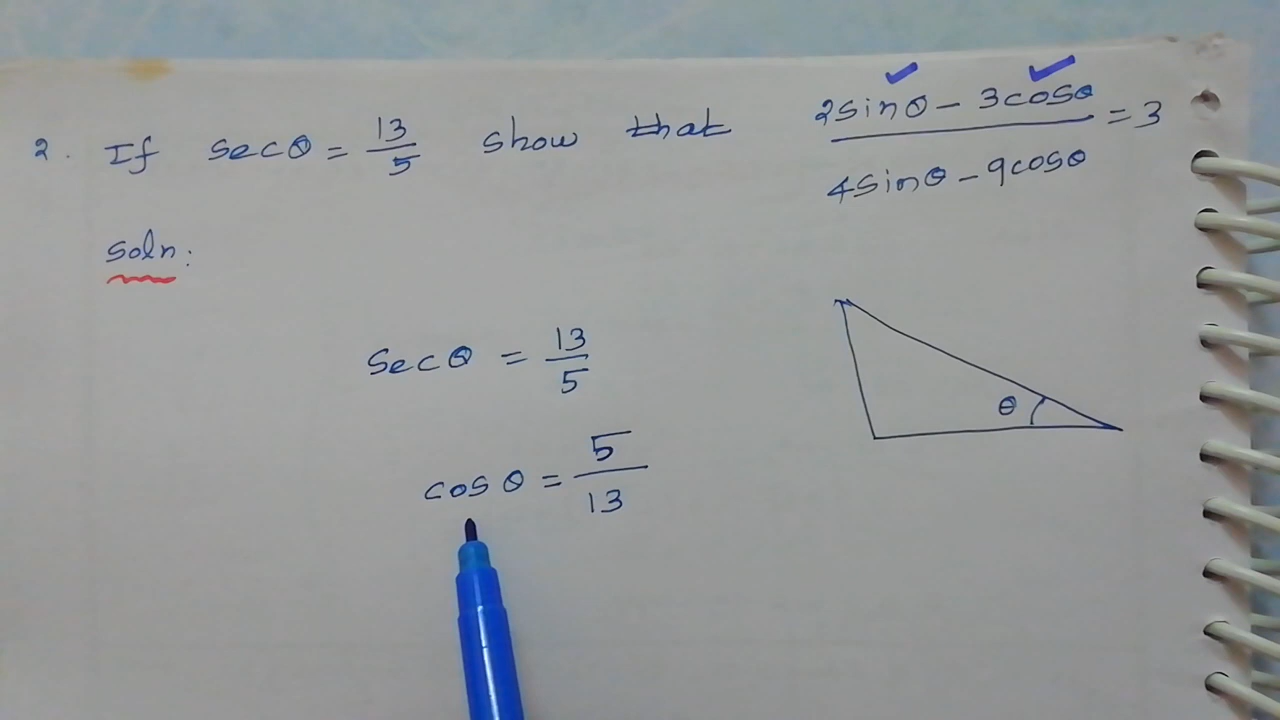 2. If secθ = 13/5 show that (2sinθ - 3cosθ)/(4sinθ - 9cosθ) = 3
Soln:
Secθ = 13/5
θ
cosθ = 5/13